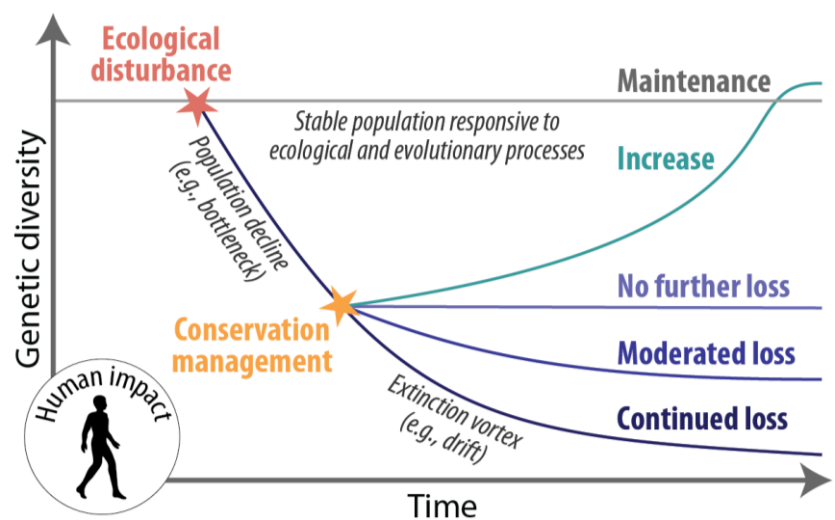 Ecological
disturbance
Maintenance
Stable population responsive to
ecological and evolutionary processes
Increase
Population decline
(e.g., bottleneck)
Genetic diversity
No further loss
Conservation
management
Moderated loss
Human impact
Extinction vortex
(e.g., drift)
Continued loss
Time